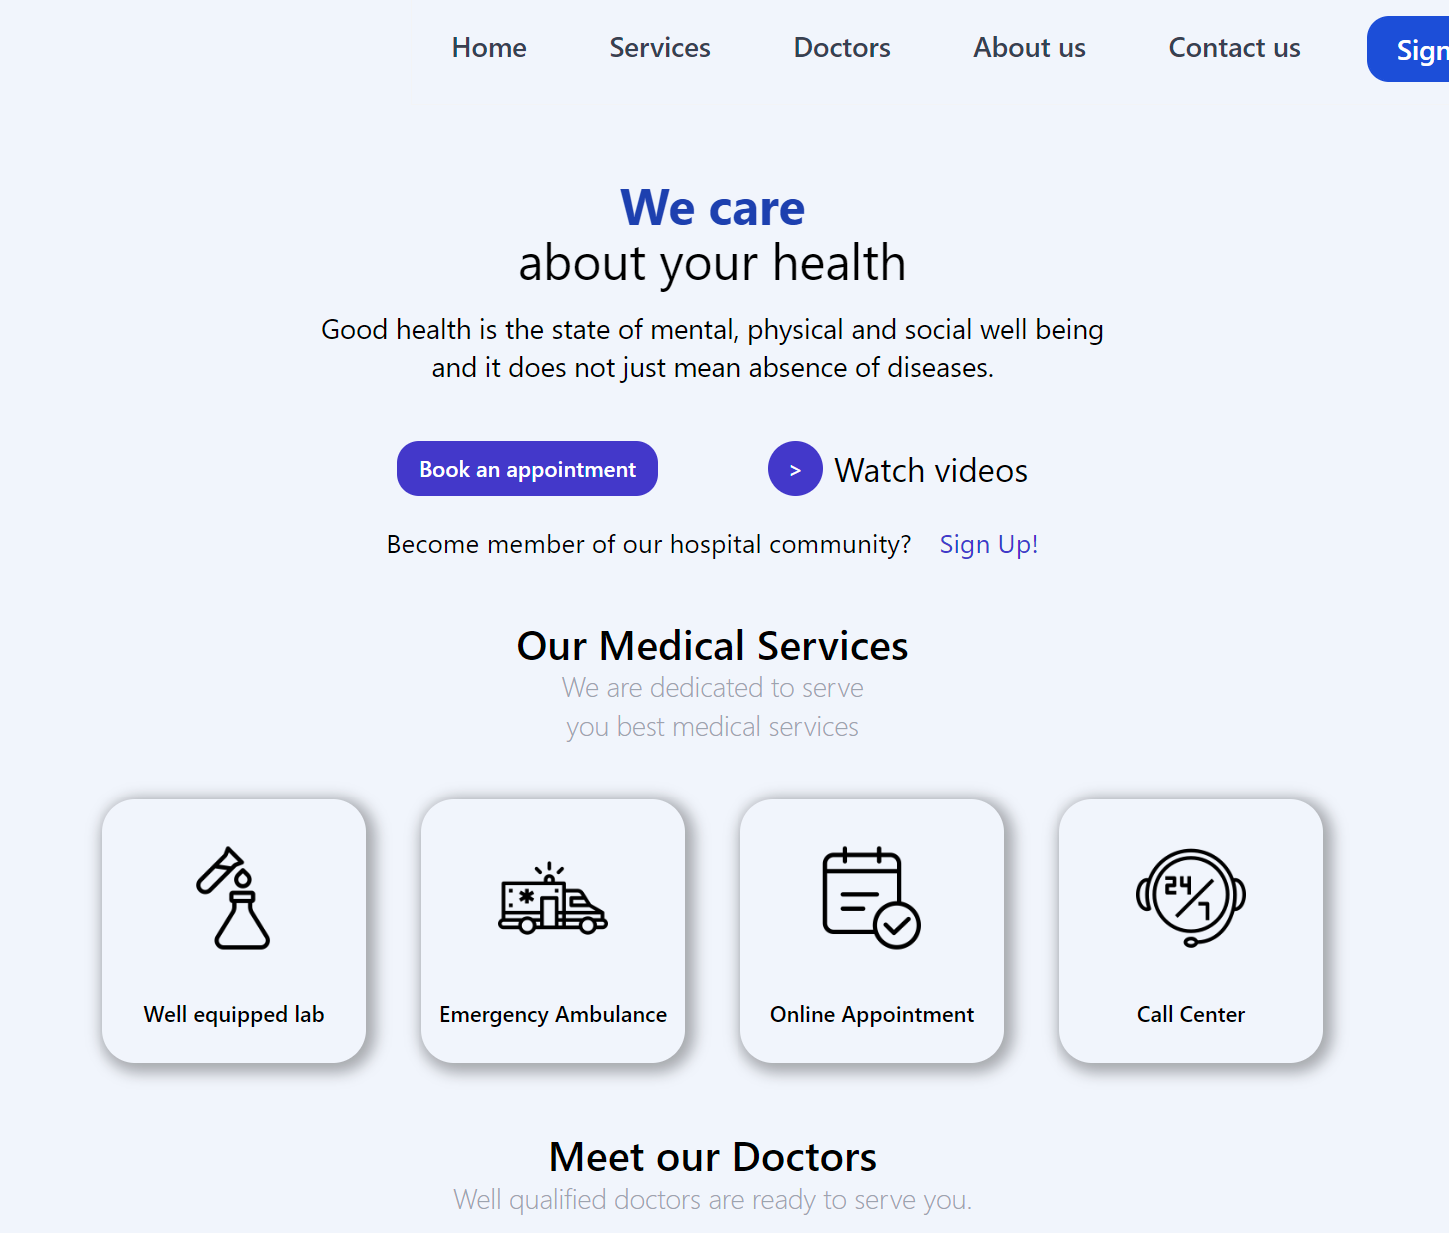 Home Services Doctors About us Contact us Sign
We care
about your health
Good health is the state of mental, physical and social well being
and it does not just mean absence of diseases.
Book an appointment > Watch videos
Become member of our hospital community? Sign Up!
Our Medical Services
We are dedicated to serve
you best medical services
24
7
Well equipped lab Emergency Ambulance Online Appointment Call Center
Meet our Doctors
Well qualified doctors are ready to serve you.